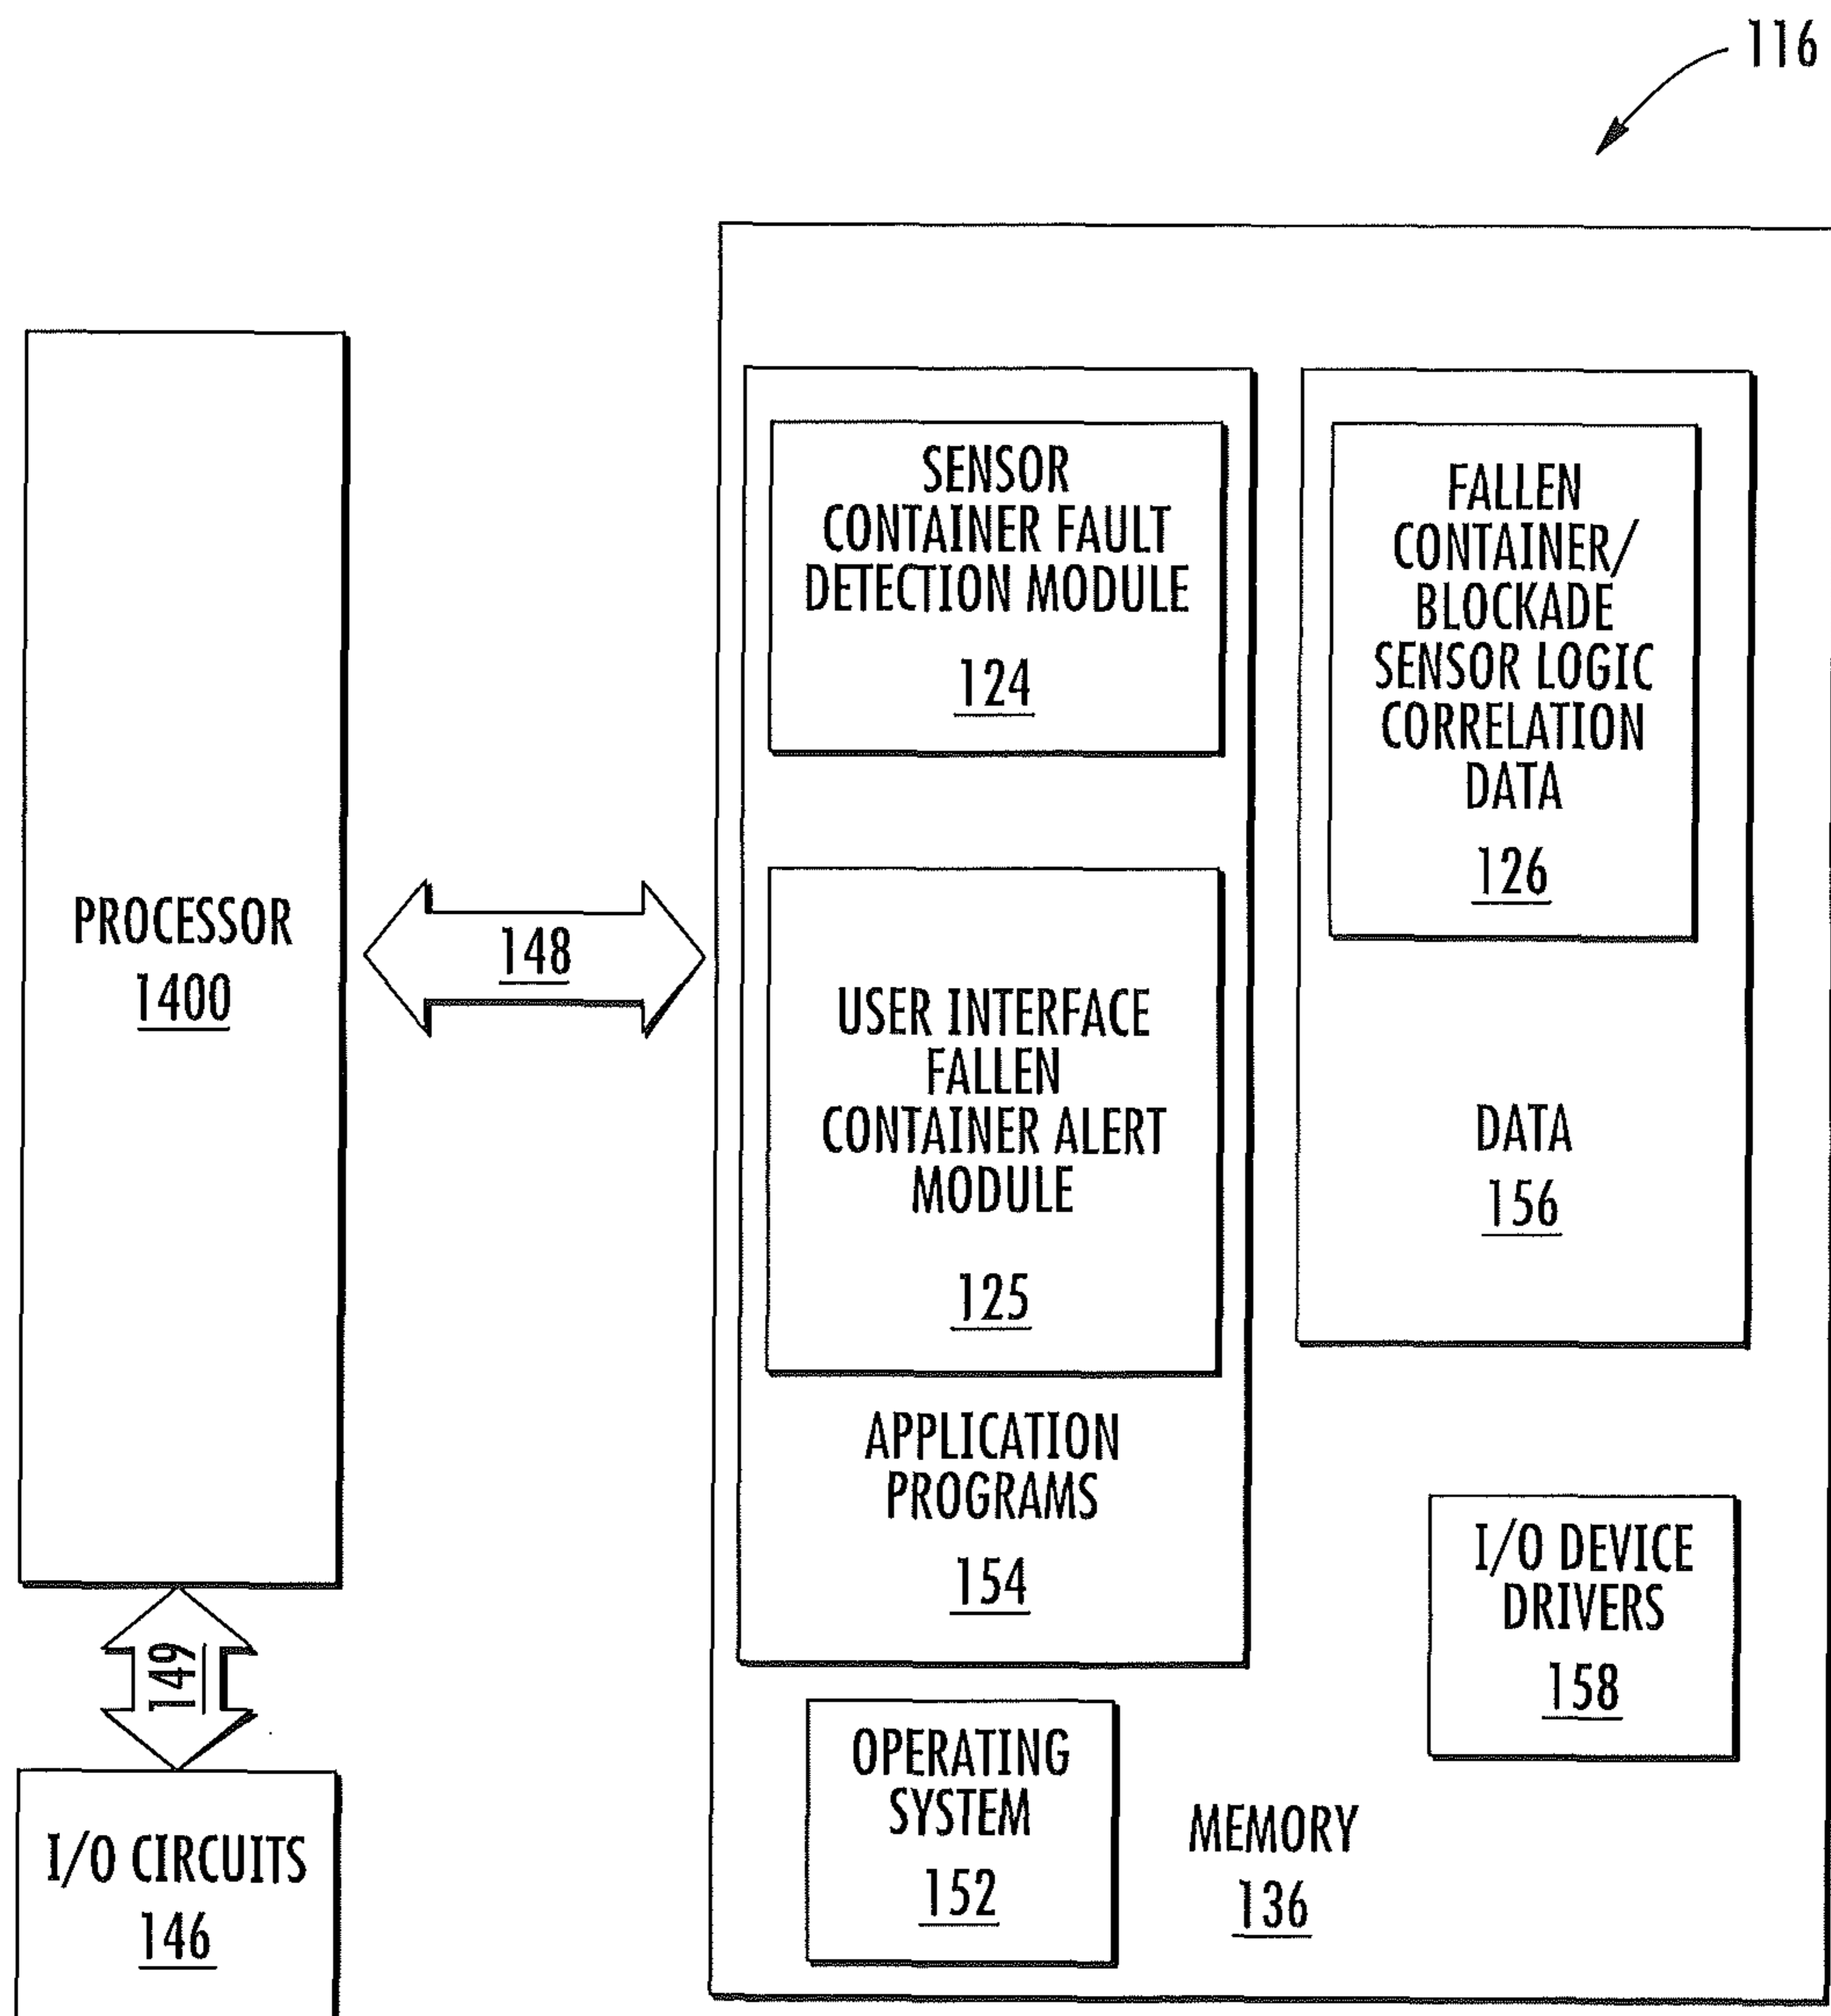 116
SENSOR
CONTAINER FAULT
DETECTION MODULE
124
FALLEN
CONTAINER/
BLOCKADE
SENSOR LOGIC
CORRELATION
DATA
126
PROCESSOR
1400
148
USER INTERFACE
FALLEN
CONTAINER ALERT
MODULE
125
DATA
156
APPLICATION
PROGRAMS
154
I/O DEVICE
DRIVERS
158
149
OPERATING
SYSTEM
152
MEMORY
136
I/O CIRCUITS
146